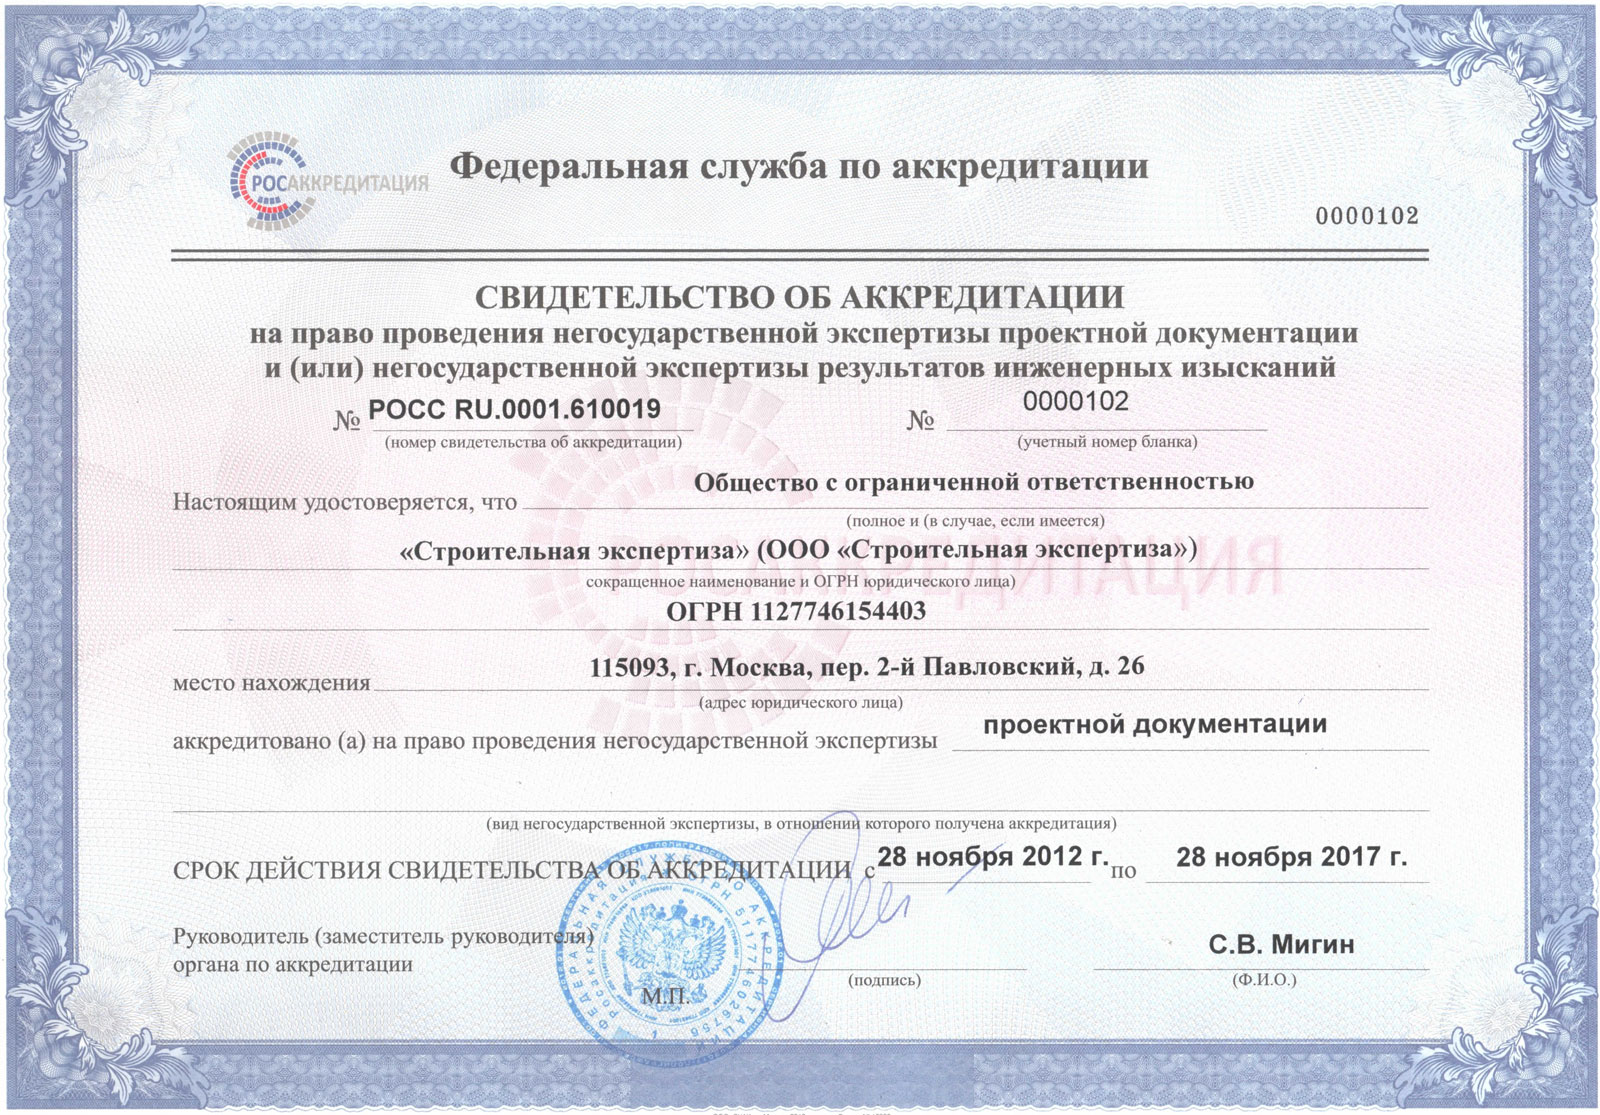 РОСАККРЕДИТАЦИЯ
Федеральная служба по аккредитации
0000102
СВИДЕТЕЛЬСТВО ОБ АККРЕДИТАЦИИ
на право проведения негосударственной экспертизы проектной документации
и (или) негосударственной экспертизы результатов инженерных изысканий
№ РОСС RU.0001.610019 № 0000102
(номер свидетельства об аккредитации) (учетный номер бланка)
Настоящим удостоверяется, что Общество с ограниченной ответственностью
(полное и (в случае, если имеется)
«Строительная экспертиза» (ООО «Строительная экспертиза»)
РОСАККРЕДИТАЦИЯ
сокращенное наименование и ОГРН юридического лица)
ОГРН 1127746154403
место нахождения 115093, г. Москва, пер. 2-й Павловский, д. 26
(адрес юридического лица)
аккредитовано (а) на право проведения негосударственной экспертизы проектной документации
(вид негосударственной экспертизы, в отношении которого получена аккредитация)
СРОК ДЕЙСТВИЯ СВИДЕТЕЛЬСТВА ОБ АККРЕДИТАЦИИ с 28 ноября 2012 г. по 28 ноября 2017 г.
Руководитель (заместитель руководителя)
органа по аккредитации
С.В. Мигин
М.П. (подпись) (Ф.И.О.)
ФЕДЕРАЛЬНАЯ СЛУЖБА ПО АККРЕДИТАЦИИ
Росаккредитация ОГРН 5117746026756
1